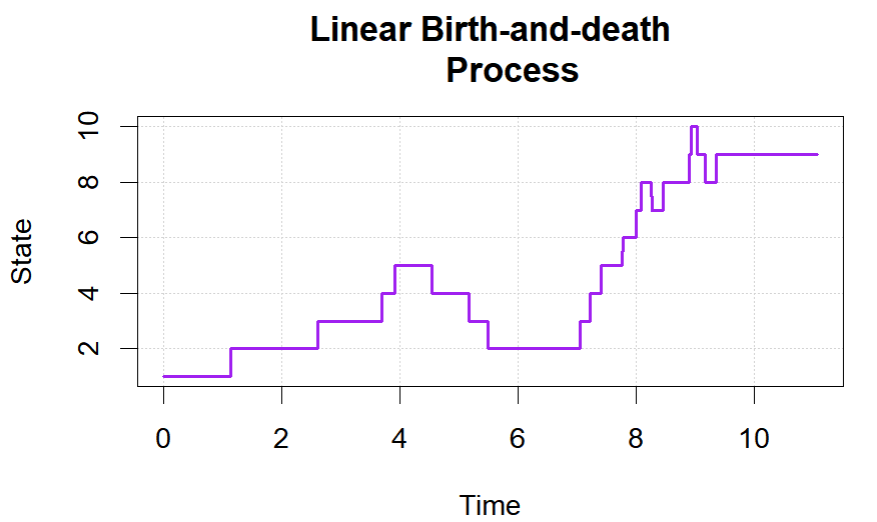 Linear Birth-and-death
Process
10
8
6
4
2
State
0 2 4 6 8 10
Time